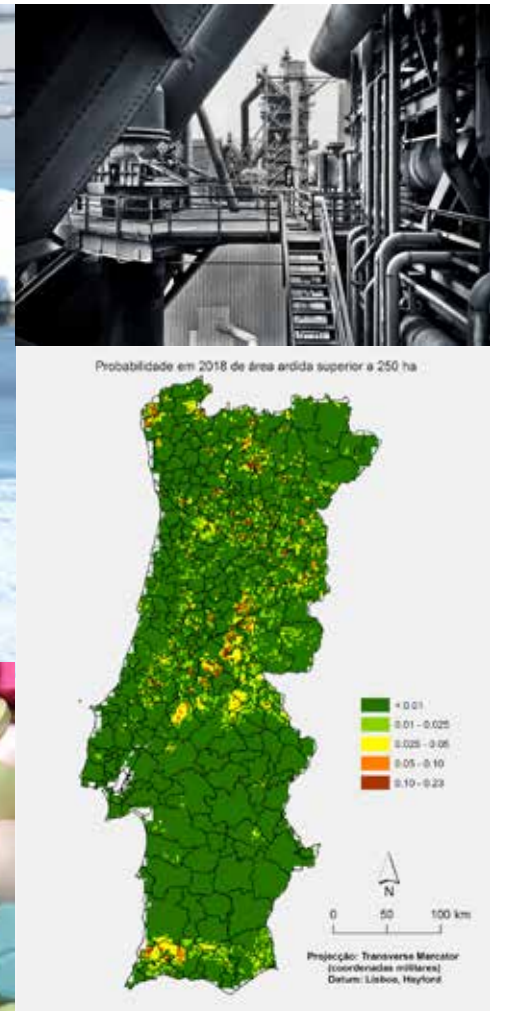 Probabilidade em 2018 de área ardida superior a 250 ha
< 0.01
0.01 - 0.025
0.025 - 0.05
0.05 - 0.10
0.10 - 0.23
N
0 50 100 km
Projecção: Transverse Mercator
(coordenadas militares)
Datum: Lisboa, Hayford